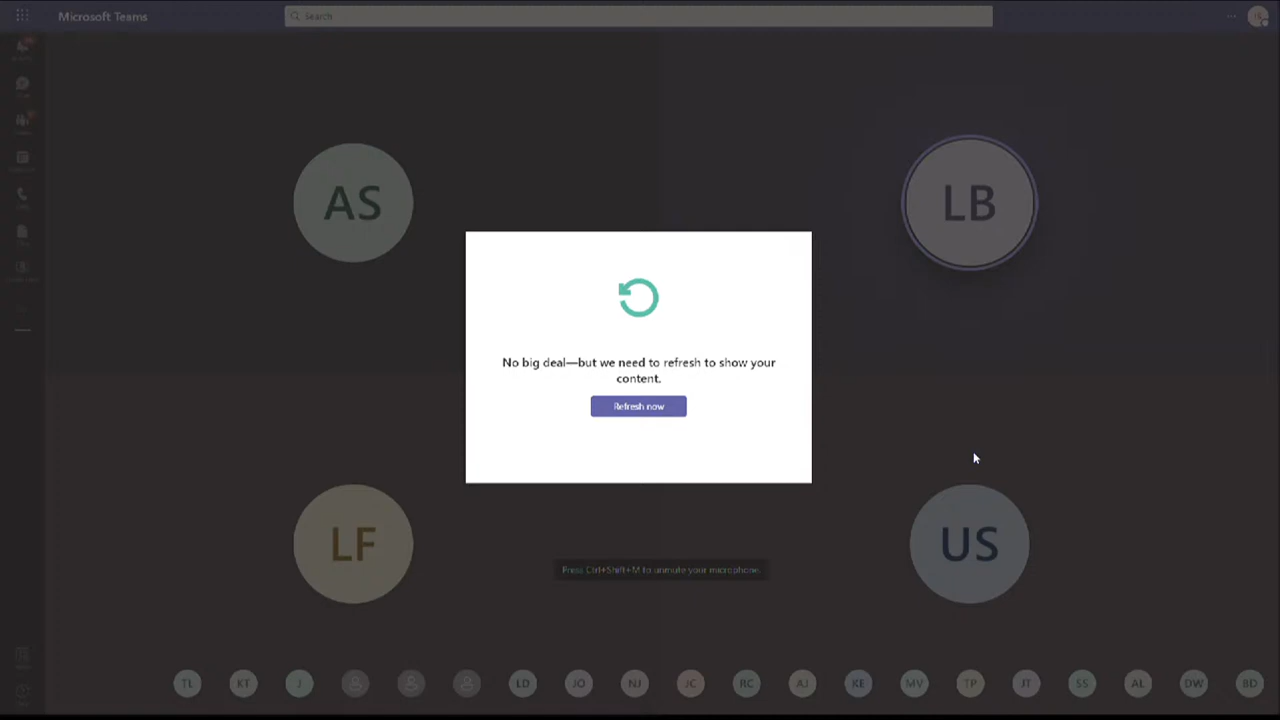 Microsoft Teams
Search
AS
LB
No big deal—but we need to refresh to show your
content.
Refresh now
LF
US
Press Ctrl+Shift+M to unmute your microphone.
TL KT J LD JO NJ JC RC AJ KE MV TP JT SS AL DW BD